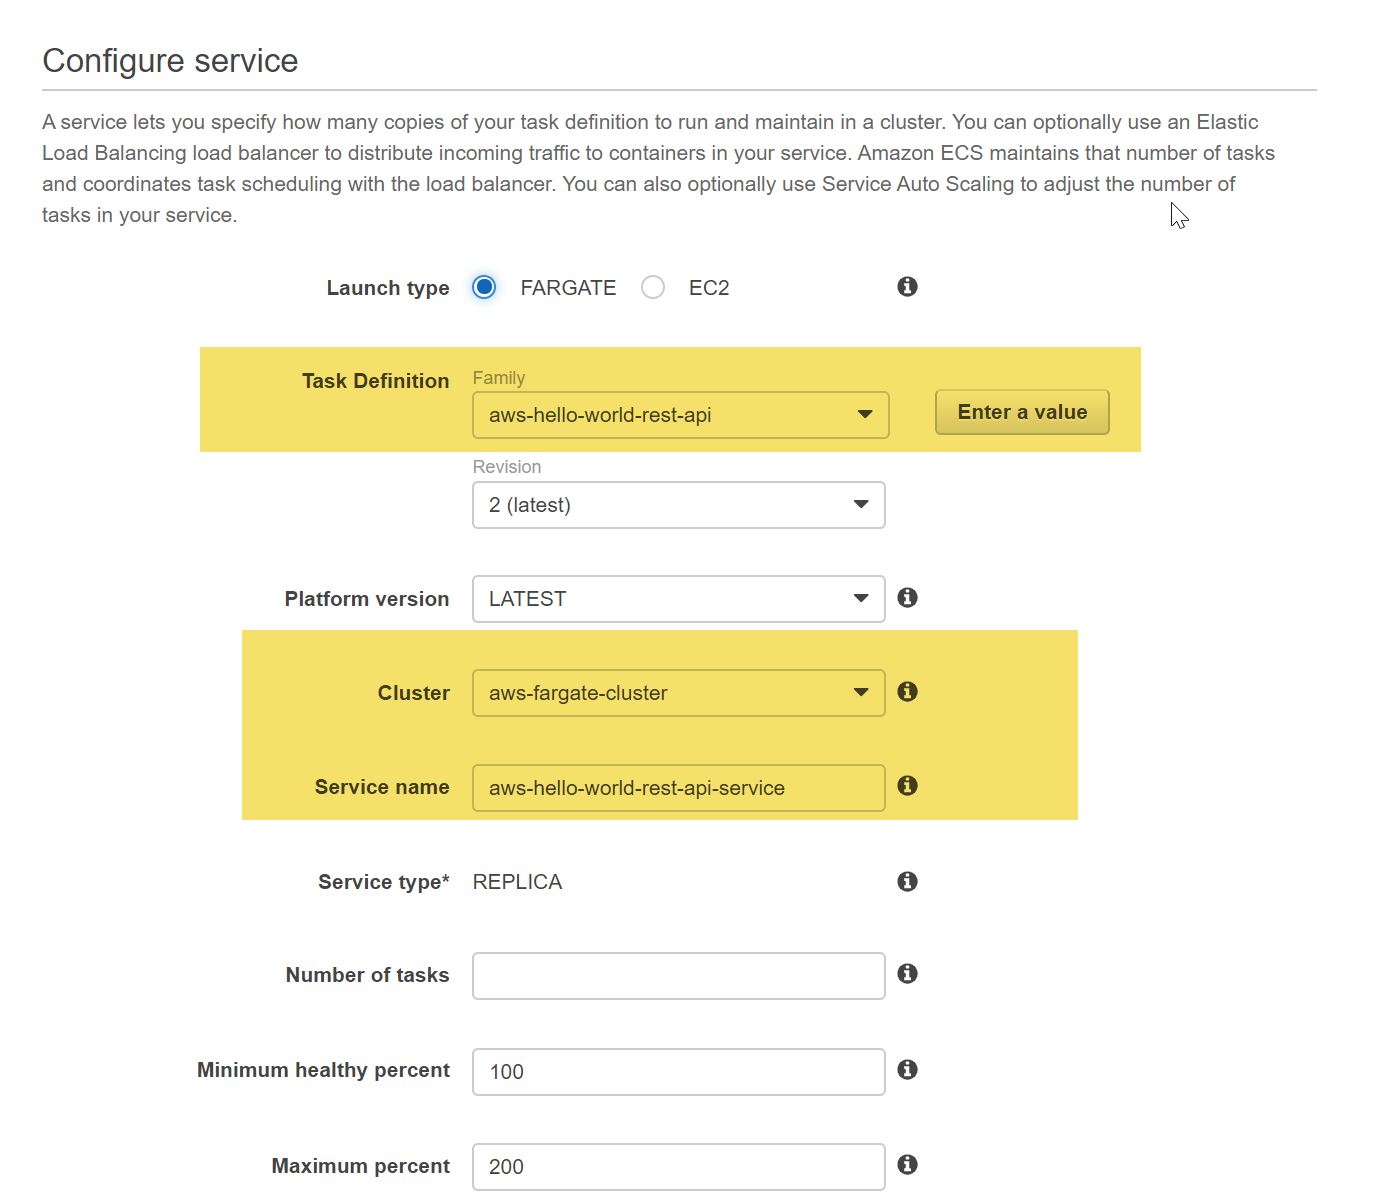 Configure service
A service lets you specify how many copies of your task definition to run and maintain in a cluster. You can optionally use an Elastic
Load Balancing load balancer to distribute incoming traffic to containers in your service. Amazon ECS maintains that number of tasks
and coordinates task scheduling with the load balancer. You can also optionally use Service Auto Scaling to adjust the number of
tasks in your service.
Launch type FARGATE EC2
Task Definition Family
aws-hello-world-rest-api Enter a value
Revision
2 (latest)
Platform version LATEST
Cluster aws-fargate-cluster
Service name aws-hello-world-rest-api-service
Service type* REPLICA
Number of tasks
Minimum healthy percent 100
Maximum percent 200